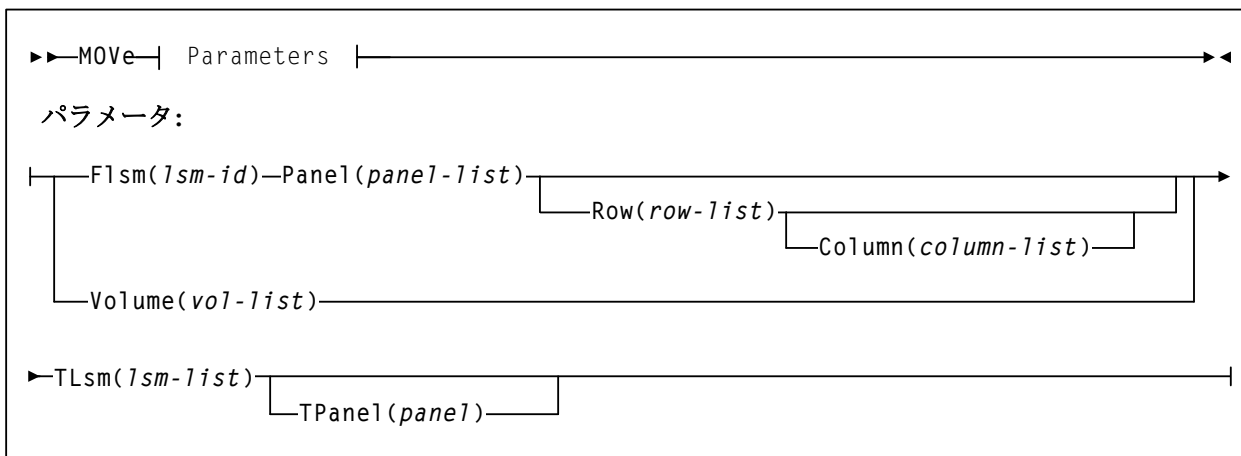 MOVe Parameters
パラメータ:
Flsm(lsm-id) Panel(panel-list)
Row(row-list)
Column(column-list)
Volume(vol-list)
TLsm(lsm-list)
TPanel(panel)